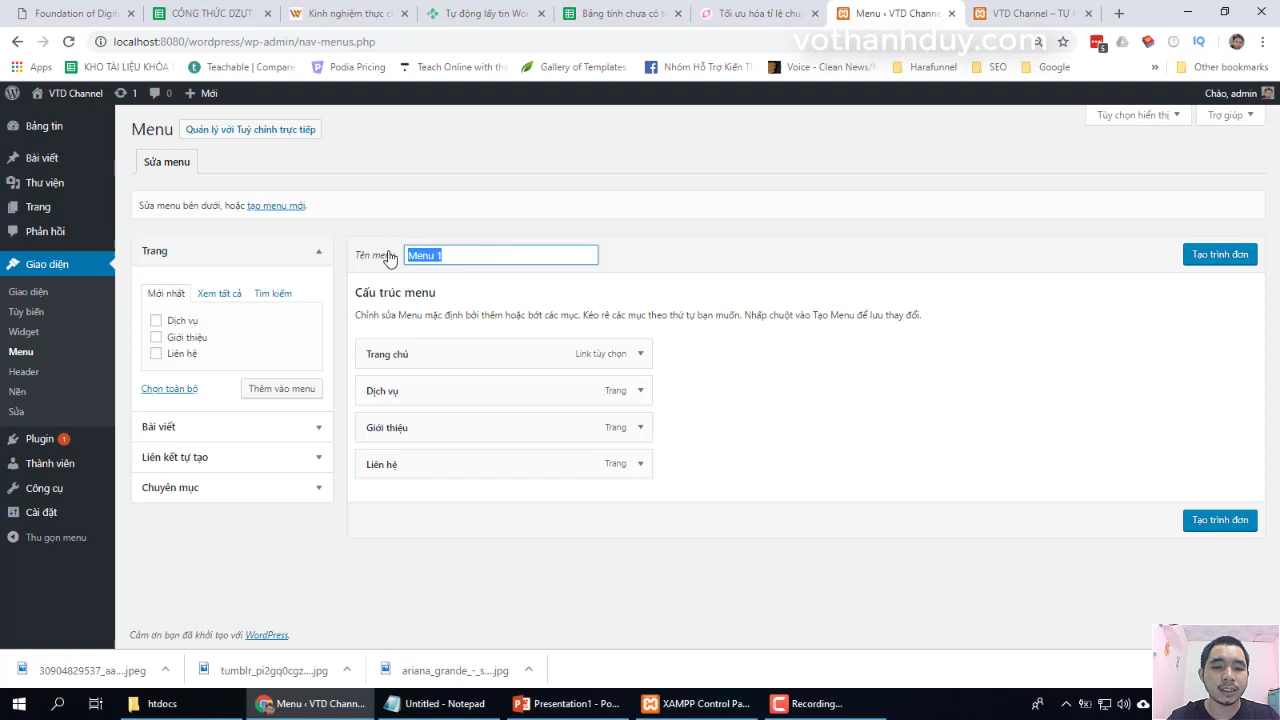 Foundation of Digital
CÔNG THỨC DZỰT
Kinh nghiệm thực c
Tự động lấy tin W
Bảng tính chưa có t
Tối ưu hóa tỉ lệ chuy
Menu ‹ VTD Channel
VTD Channel – TỰ H
localhost:8080/wordpress/wp-admin/nav-menus.php
vothanhduy.com
Apps
KHO TÀI LIỆU KHÓA
Teachable | Compare
Podia Pricing
Teach Online with
Gallery of Templates
Nhóm Hỗ Trợ Kiến T
Voice - Clean News/
Harafunnel
SEO
Google
»
Other bookmarks
VTD Channel
1
0
Mới
Chào, admin
Bảng tin
Bài viết
Thư viện
Trang
Phản hồi
Giao diện
Giao diện
Tùy biến
Widget
Menu
Header
Nền
Sửa
Plugin 1
Thành viên
Công cụ
Cài đặt
Thu gọn menu
Menu
Quản lý với Tuỳ chỉnh trực tiếp
Tùy chọn hiển thị
Trợ giúp
Sửa menu
Sửa menu bên dưới, hoặc tạo menu mới.
Trang
Mới nhất
Xem tất cả
Tìm kiếm
Dịch vụ
Giới thiệu
Liên hệ
Chọn toàn bộ
Thêm vào menu
Bài viết
Liên kết tự tạo
Chuyên mục
Tên menu
Menu 1
Tạo trình đơn
Cấu trúc menu
Chỉnh sửa Menu mặc định bởi thêm hoặc bớt các mục. Kéo rê các mục theo thứ tự bạn muốn. Nhấp chuột vào Tạo Menu để lưu thay đổi.
Trang chủ
Link tùy chọn
Dịch vụ
Trang
Giới thiệu
Trang
Liên hệ
Trang
Tạo trình đơn
Cảm ơn bạn đã khởi tạo với WordPress.
30904829537_aa....jpeg
tumblr_pi2gq0cgz....jpg
ariana_grande_-_s....jpg
htdocs
Menu ‹ VTD Chann...
Untitled - Notepad
Presentation1 - Po...
XAMPP Control Pa...
Recording...